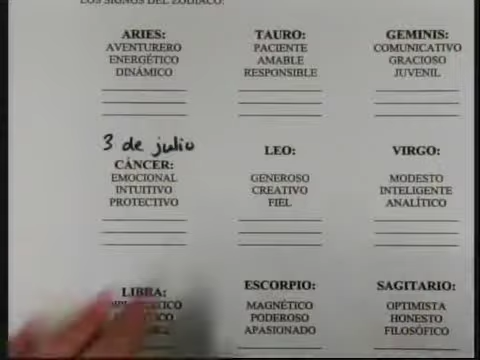 LOS SIGNOS DEL ZODIACO:
ARIES:
AVENTURERO
ENERGÉTICO
DINÁMICO
TAURO:
PACIENTE
AMABLE
RESPONSIBLE
GEMINIS:
COMUNICATIVO
GRACIOSO
JUVENIL
3 de julio
CÁNCER:
EMOCIONAL
INTUITIVO
PROTECTIVO
LEO:
GENEROSO
CREATIVO
FIEL
VIRGO:
MODESTO
INTELIGENTE
ANALÍTICO
LIBRA:
ESCORPIO:
MAGNÉTICO
PODEROSO
APASIONADO
SAGITARIO:
OPTIMISTA
HONESTO
FILOSÓFICO